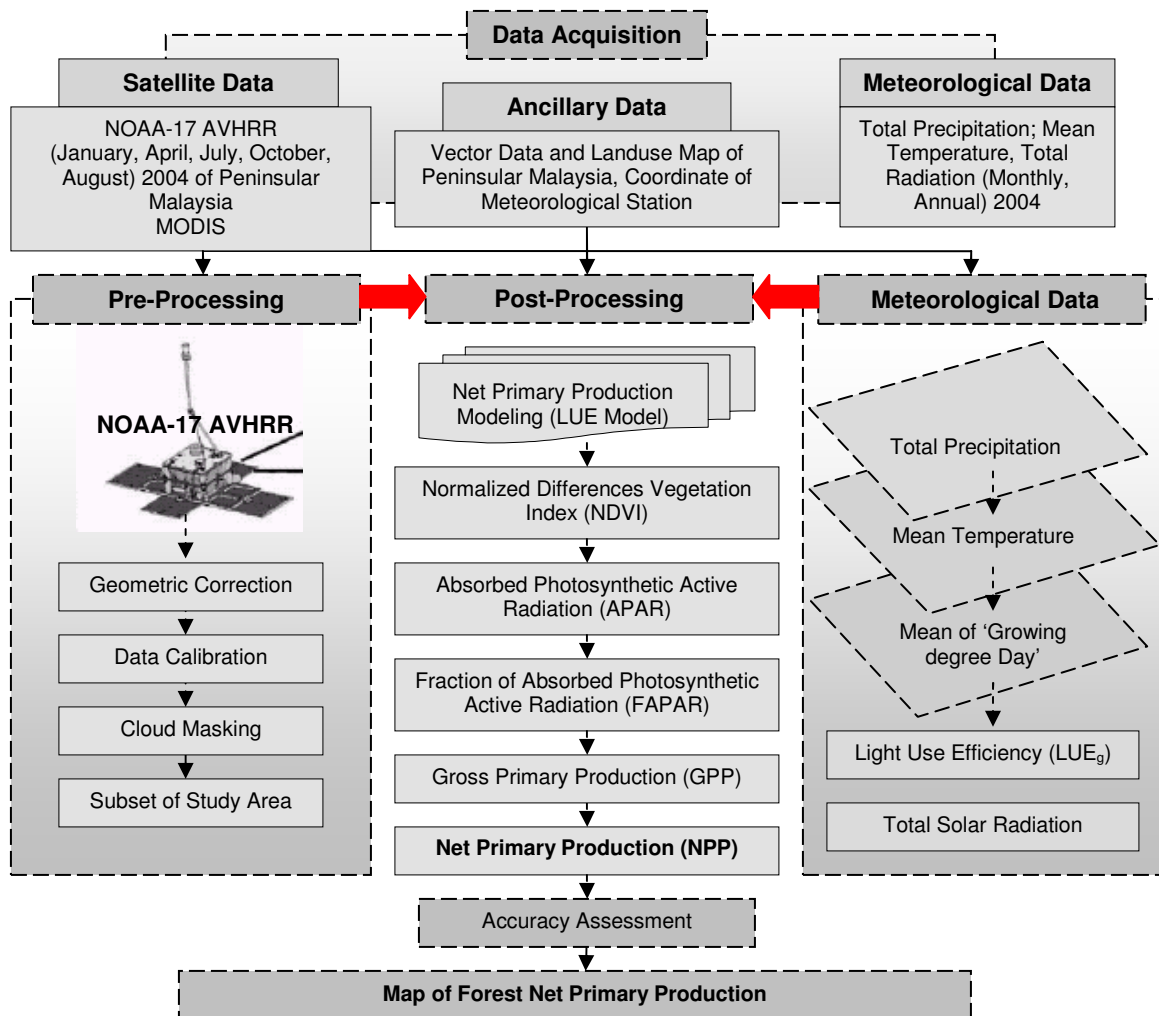 Data Acquisition
Satellite Data
NOAA-17 AVHRR
(January, April, July, October,
August) 2004 of Peninsular
Malaysia
MODIS
Ancillary Data
Vector Data and Landuse Map of
Peninsular Malaysia, Coordinate of
Meteorological Station
Meteorological Data
Total Precipitation; Mean
Temperature, Total
Radiation (Monthly,
Annual) 2004
Pre-Processing
NOAA-17 AVHRR
Geometric Correction
Data Calibration
Cloud Masking
Subset of Study Area
Post-Processing
Net Primary Production
Modeling (LUE Model)
Normalized Differences Vegetation
Index (NDVI)
Absorbed Photosynthetic Active
Radiation (APAR)
Fraction of Absorbed Photosynthetic
Active Radiation (FAPAR)
Gross Primary Production (GPP)
Net Primary Production (NPP)
Meteorological Data
Total Precipitation
Mean Temperature
Mean of ‘Growing
degree Day’
Light Use Efficiency (LUEg)
Total Solar Radiation
Accuracy Assessment
Map of Forest Net Primary Production